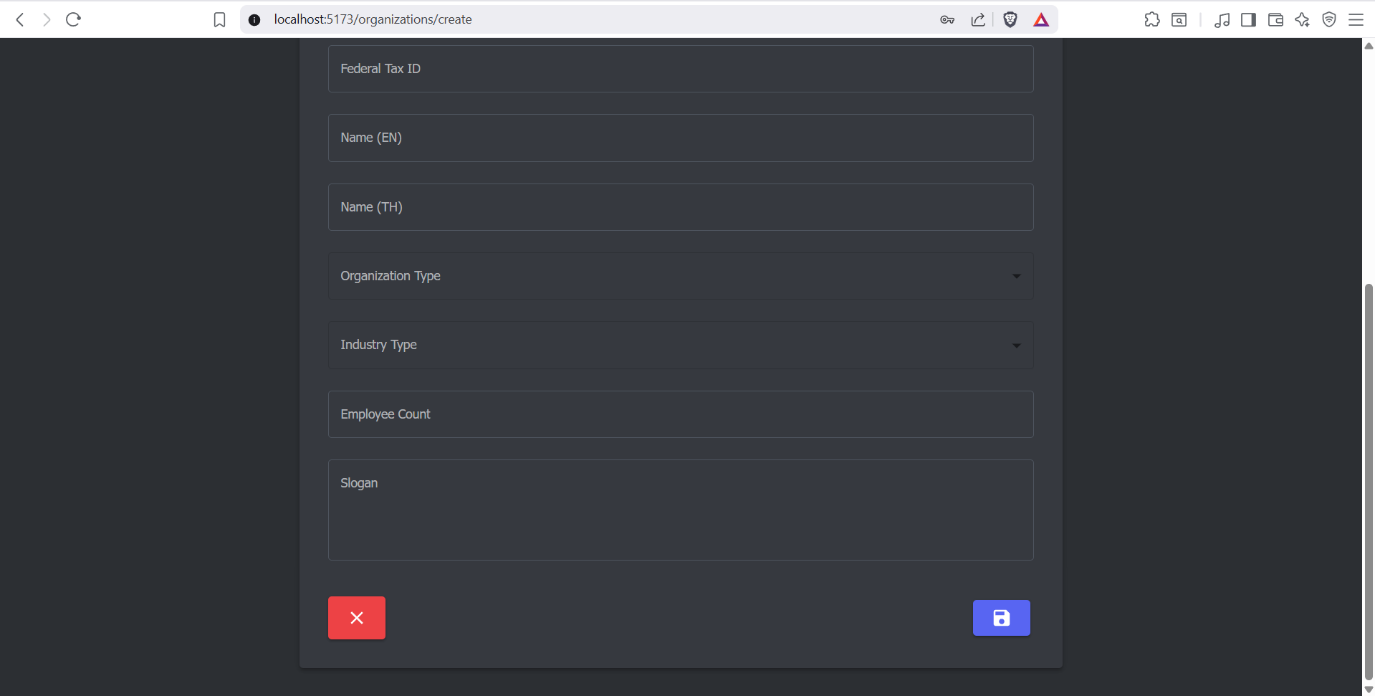 localhost:5173/organizations/create
Federal Tax ID
Name (EN)
Name (TH)
Organization Type
Industry Type
Employee Count
Slogan